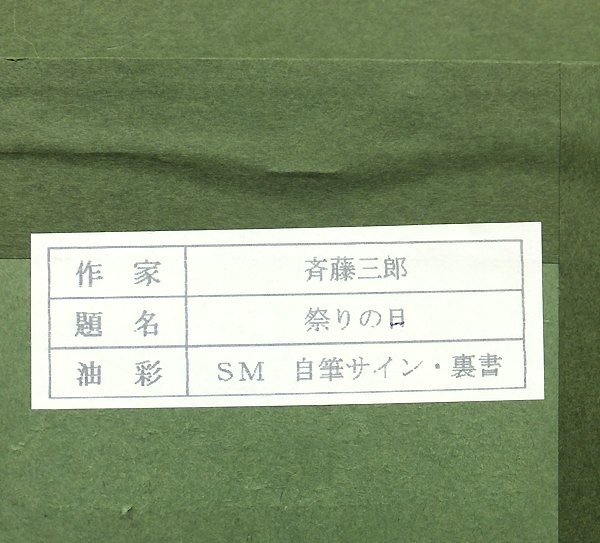 作 家 斉藤三郎
題 名 祭りの日
油 彩 SM 自筆サイン・裏書